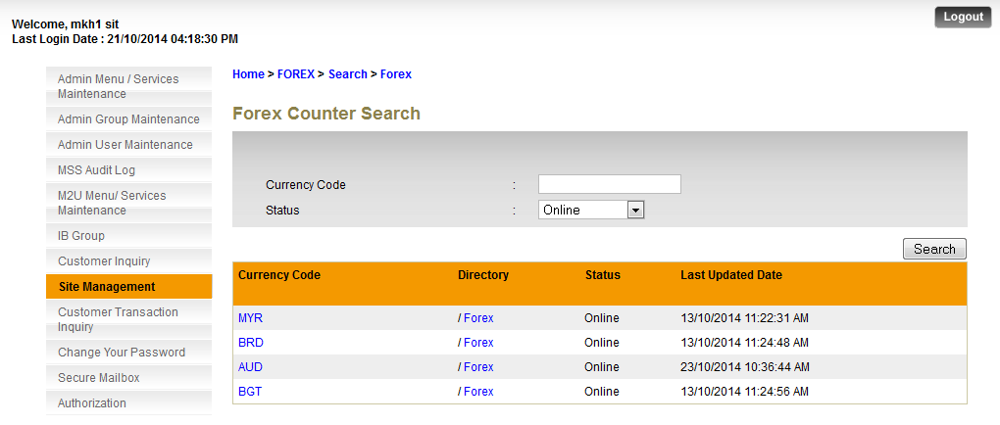 Welcome, mkh1 sit
Last Login Date : 21/10/2014 04:18:30 PM
Logout
Admin Menu / Services
Maintenance
Admin Group Maintenance
Admin User Maintenance
MSS Audit Log
M2U Menu/ Services
Maintenance
IB Group
Customer Inquiry
Site Management
Customer Transaction
Inquiry
Change Your Password
Secure Mailbox
Authorization
Home > FOREX > Search > Forex
Forex Counter Search
Currency Code :
Status : Online
Search
Currency Code Directory Status Last Updated Date
MYR / Forex Online 13/10/2014 11:22:31 AM
BRD / Forex Online 13/10/2014 11:24:48 AM
AUD / Forex Online 23/10/2014 10:36:44 AM
BGT / Forex Online 13/10/2014 11:24:56 AM